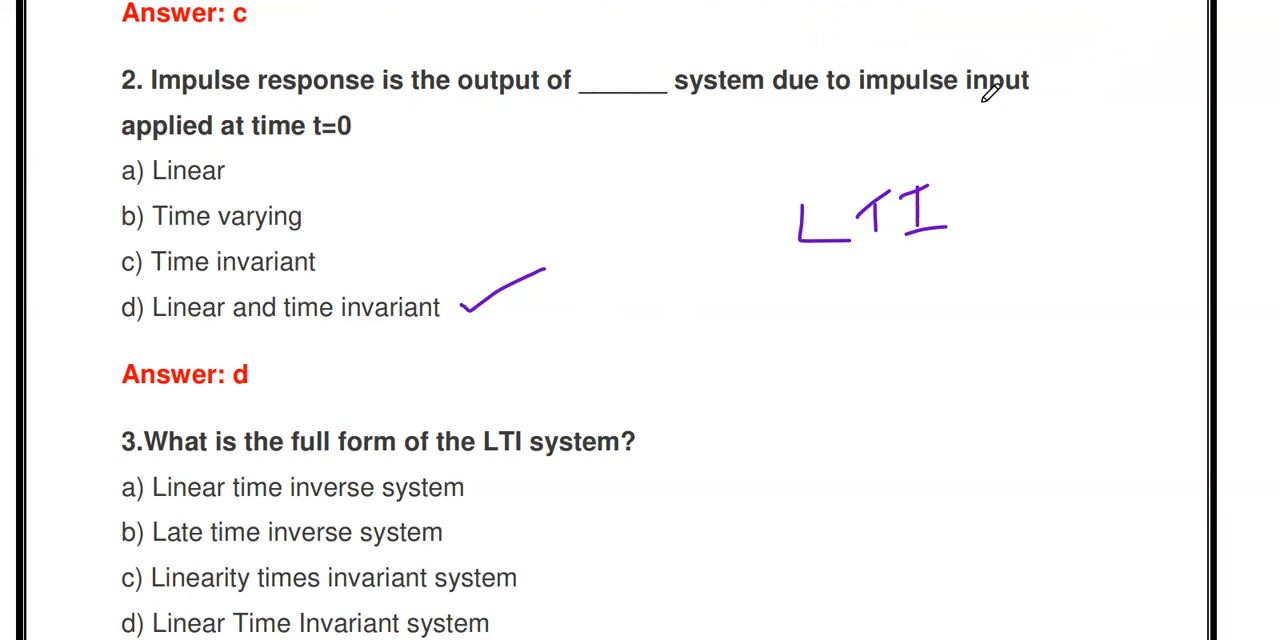 Answer: c
2. Impulse response is the output of ______ system due to impulse input
applied at time t=0
a) Linear
b) Time varying
LTI
c) Time invariant
d) Linear and time invariant
Answer: d
3.What is the full form of the LTI system?
a) Linear time inverse system
b) Late time inverse system
c) Linearity times invariant system
d) Linear Time Invariant system